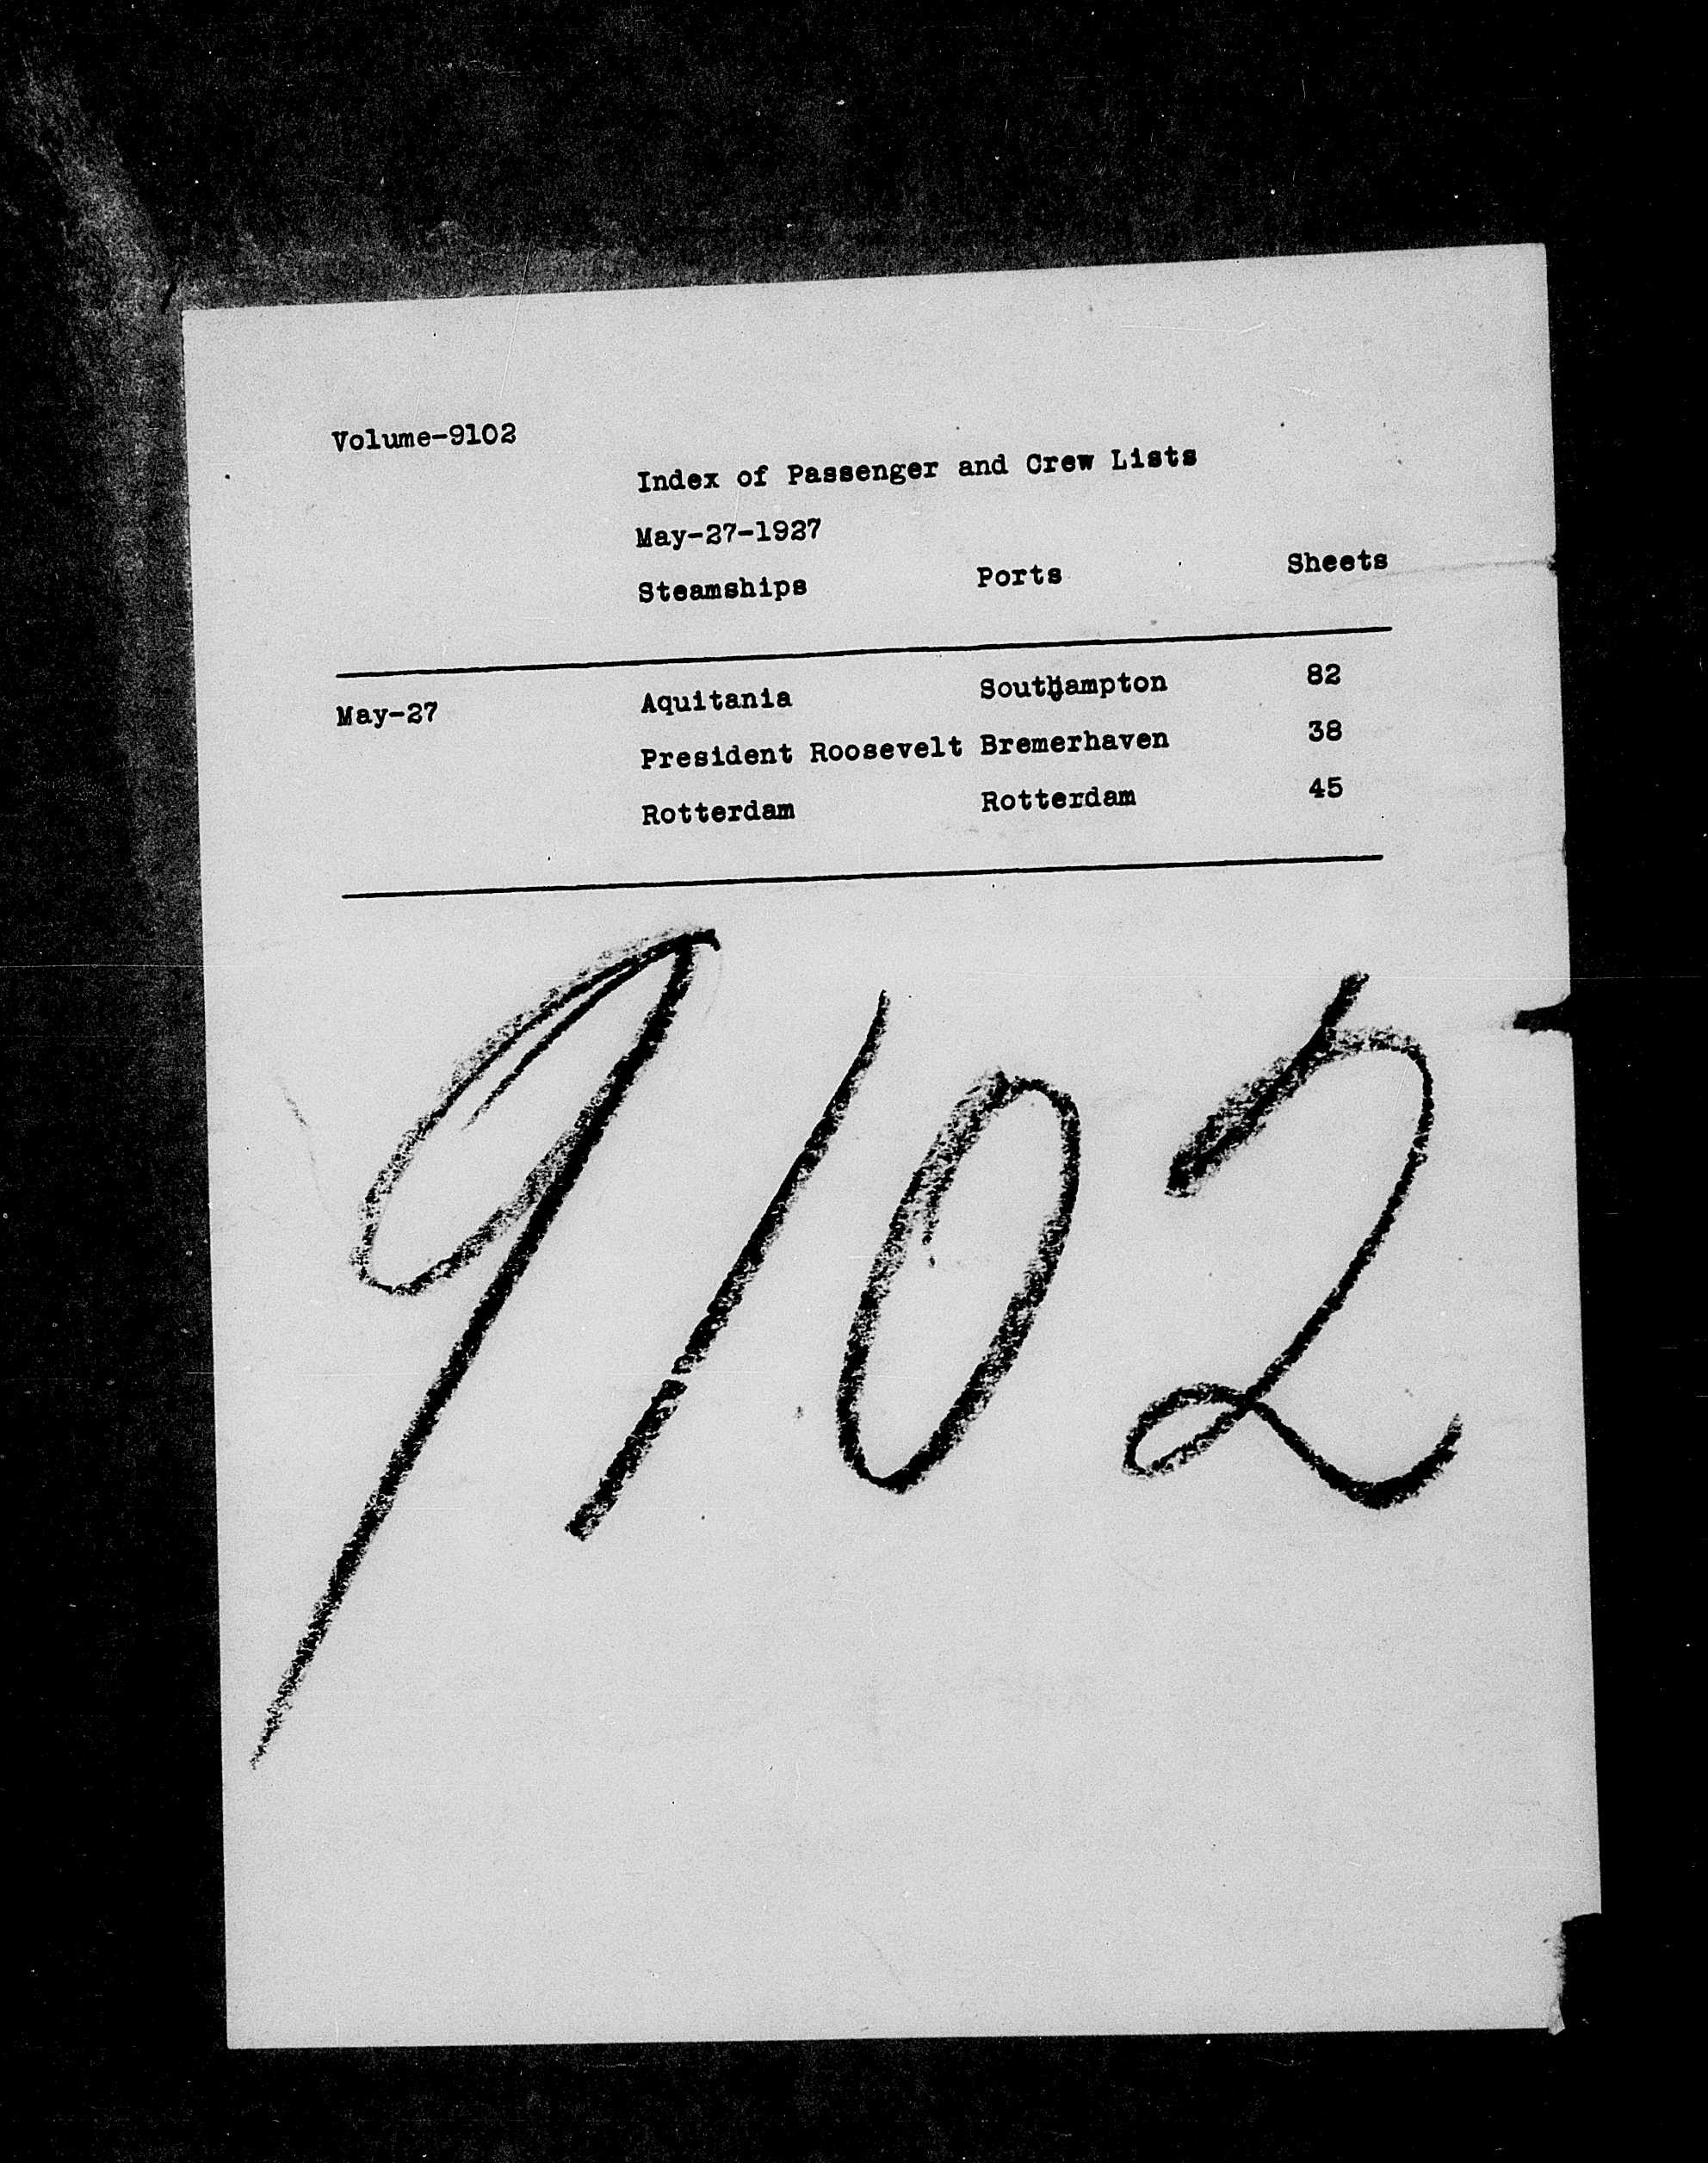 Volume-9102
Index of Passenger and Crew Lists
May-27-1927
Steamships Ports Sheets
May-27 Aquitania Southampton 82
President Roosevelt Bremerhaven 38
Rotterdam Rotterdam 45
9102